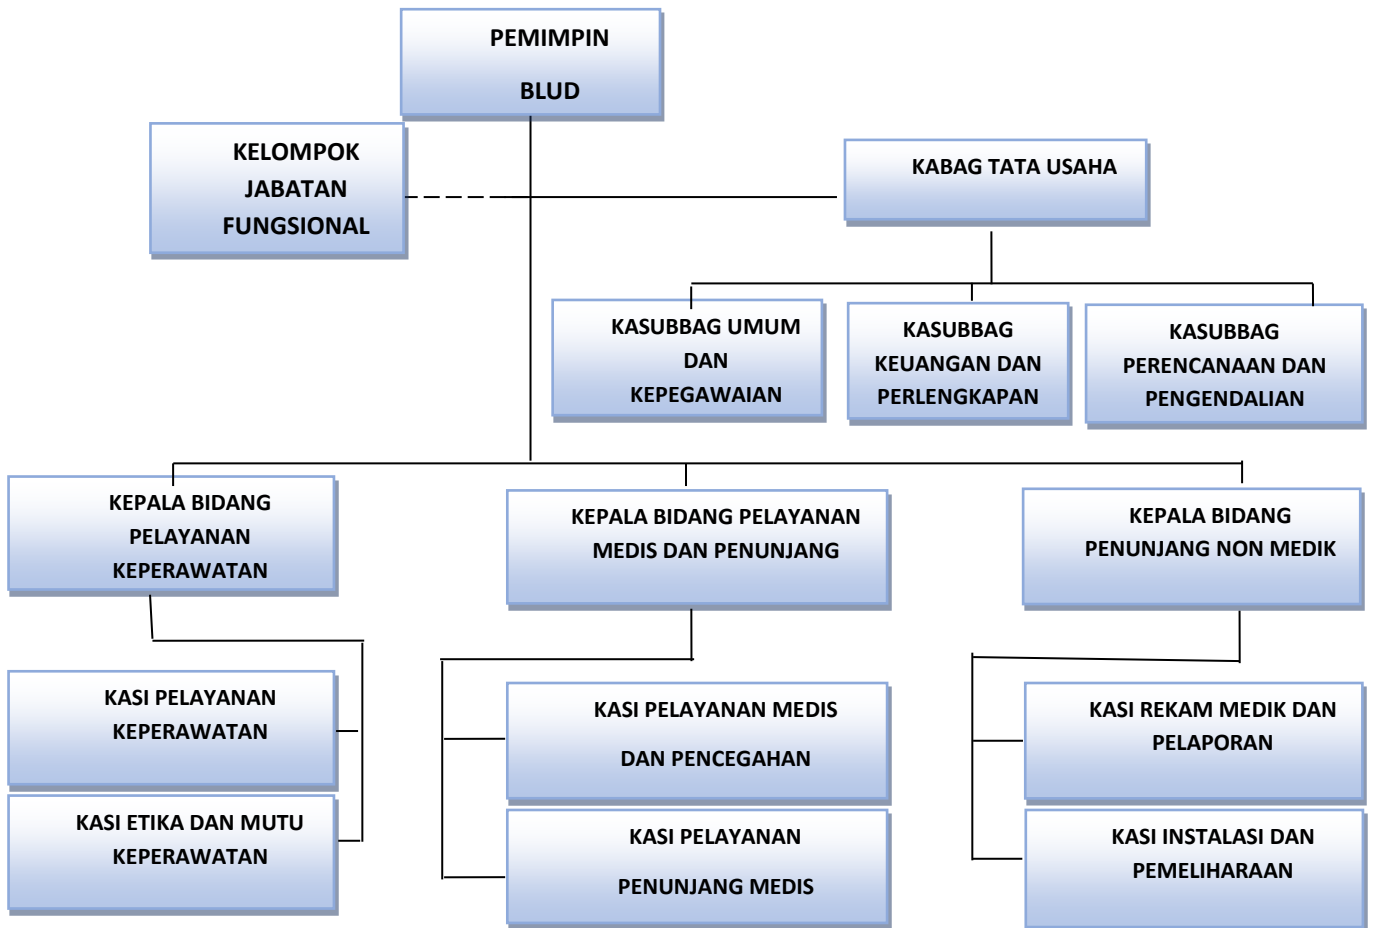 PEMIMPIN
BLUD
KELOMPOK
JABATAN
FUNGSIONAL
KABAG TATA USAHA
KASUBBAG UMUM
DAN
KEPEGAWAIAN
KASUBBAG
KEUANGAN DAN
PERLENGKAPAN
KASUBBAG
PERENCANAAN DAN
PENGENDALIAN
KEPALA BIDANG
PELAYANAN
KEPERAWATAN
KEPALA BIDANG PELAYANAN
MEDIS DAN PENUNJANG
KEPALA BIDANG
PENUNJANG NON MEDIK
KASI PELAYANAN
KEPERAWATAN
KASI ETIKA DAN MUTU
KEPERAWATAN
KASI PELAYANAN MEDIS
DAN PENCEGAHAN
KASI PELAYANAN
PENUNJANG MEDIS
KASI REKAM MEDIK DAN
PELAPORAN
KASI INSTALASI DAN
PEMELIHARAAN